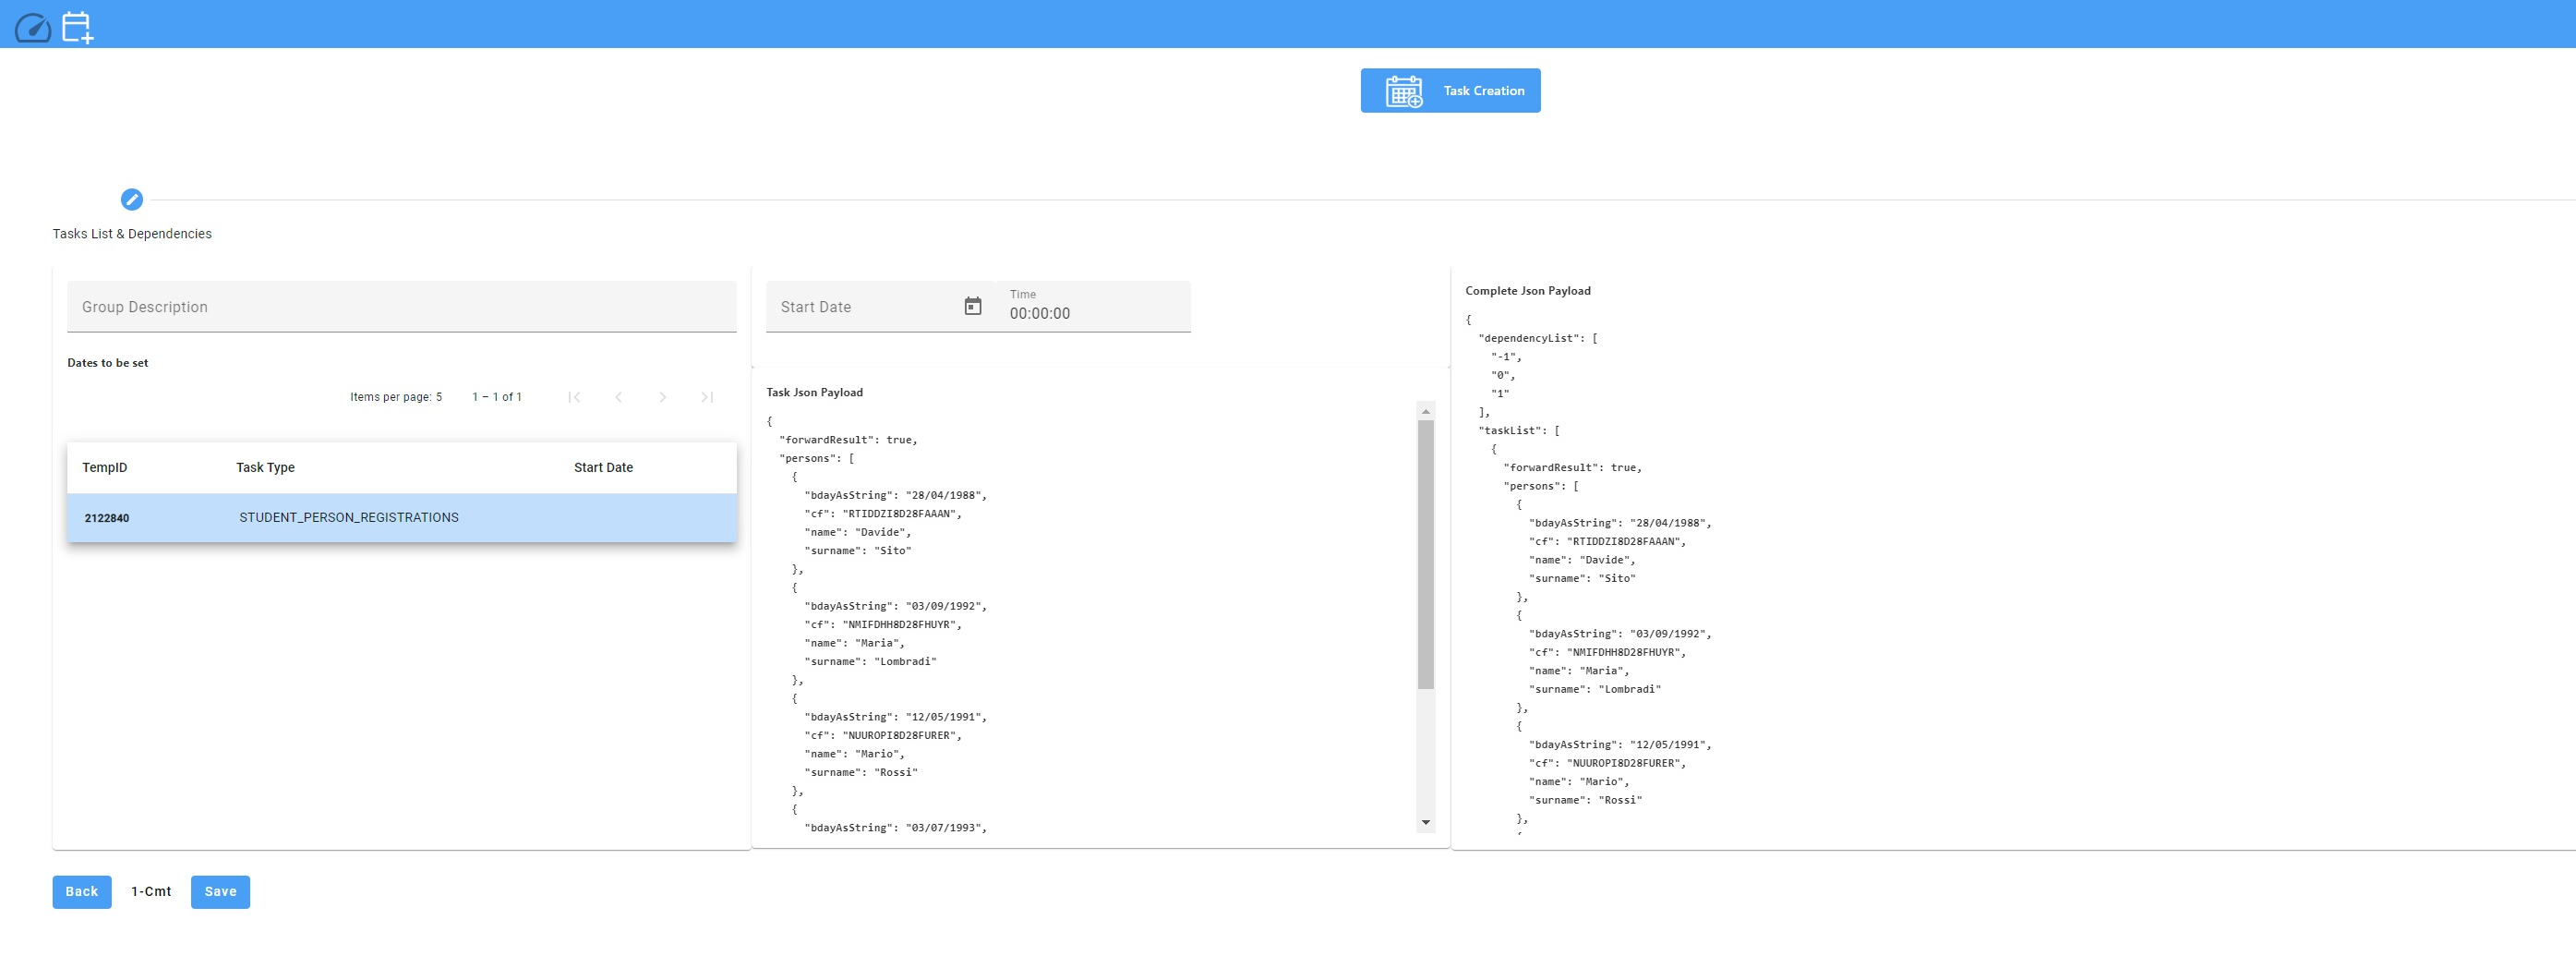 Task Creation
Tasks List & Dependencies
Group Description
Dates to be set
Items per page: 5 1 – 1 of 1
TempID Task Type Start Date
2122840 STUDENT_PERSON_REGISTRATIONS
Start Date
Time
00:00:00
Task Json Payload
{
"forwardResult": true,
"persons": [
{
"bdayAsString": "28/04/1988",
"cf": "RTIDDZI8D28FAAAN",
"name": "Davide",
"surname": "Sito"
},
{
"bdayAsString": "03/09/1992",
"cf": "NMIFDHH8D28FHUYR",
"name": "Maria",
"surname": "Lombradi"
},
{
"bdayAsString": "12/05/1991",
"cf": "NUUROPI8D28FURER",
"name": "Mario",
"surname": "Rossi"
},
{
"bdayAsString": "03/07/1993",
Complete Json Payload
{
"dependencyList": [
"-1",
"0",
"1"
],
"taskList": [
{
"forwardResult": true,
"persons": [
{
"bdayAsString": "28/04/1988",
"cf": "RTIDDZI8D28FAAAN",
"name": "Davide",
"surname": "Sito"
},
{
"bdayAsString": "03/09/1992",
"cf": "NMIFDHH8D28FHUYR",
"name": "Maria",
"surname": "Lombradi"
},
{
"bdayAsString": "12/05/1991",
"cf": "NUUROPI8D28FURER",
"name": "Mario",
"surname": "Rossi"
},
{
Back 1-Cmt Save